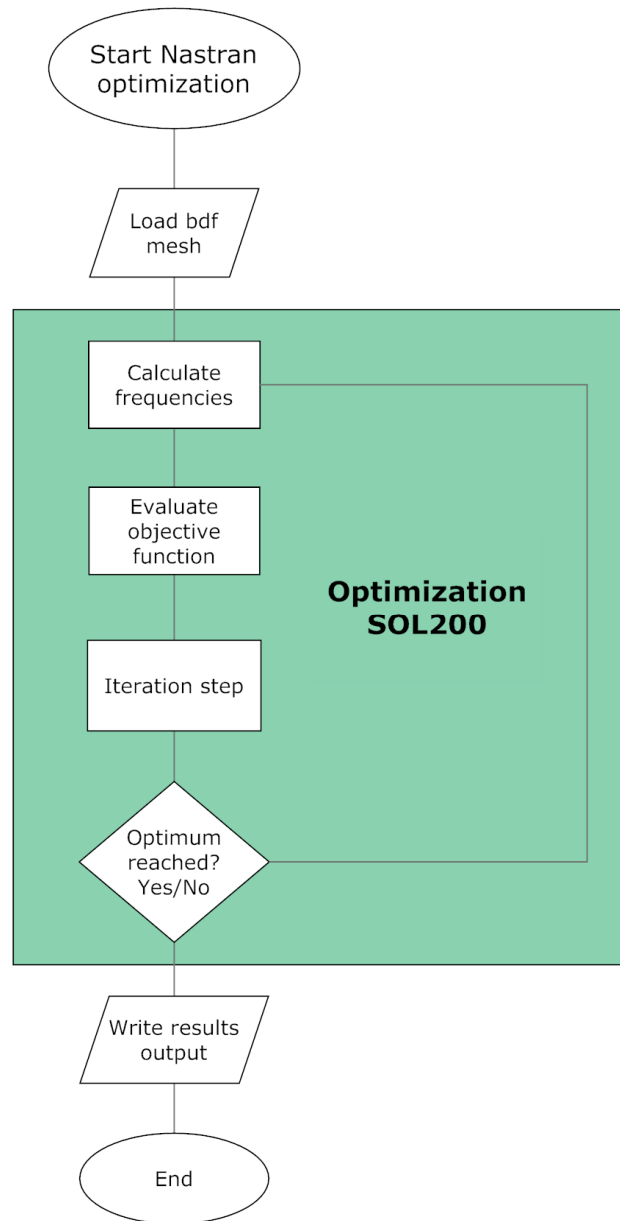 Start Nastran
optimization
Load bdf
mesh
Calculate
frequencies
Evaluate
objective
function
Optimization
SOL200
Iteration step
Optimum
reached?
Yes/No
Write results
output
End